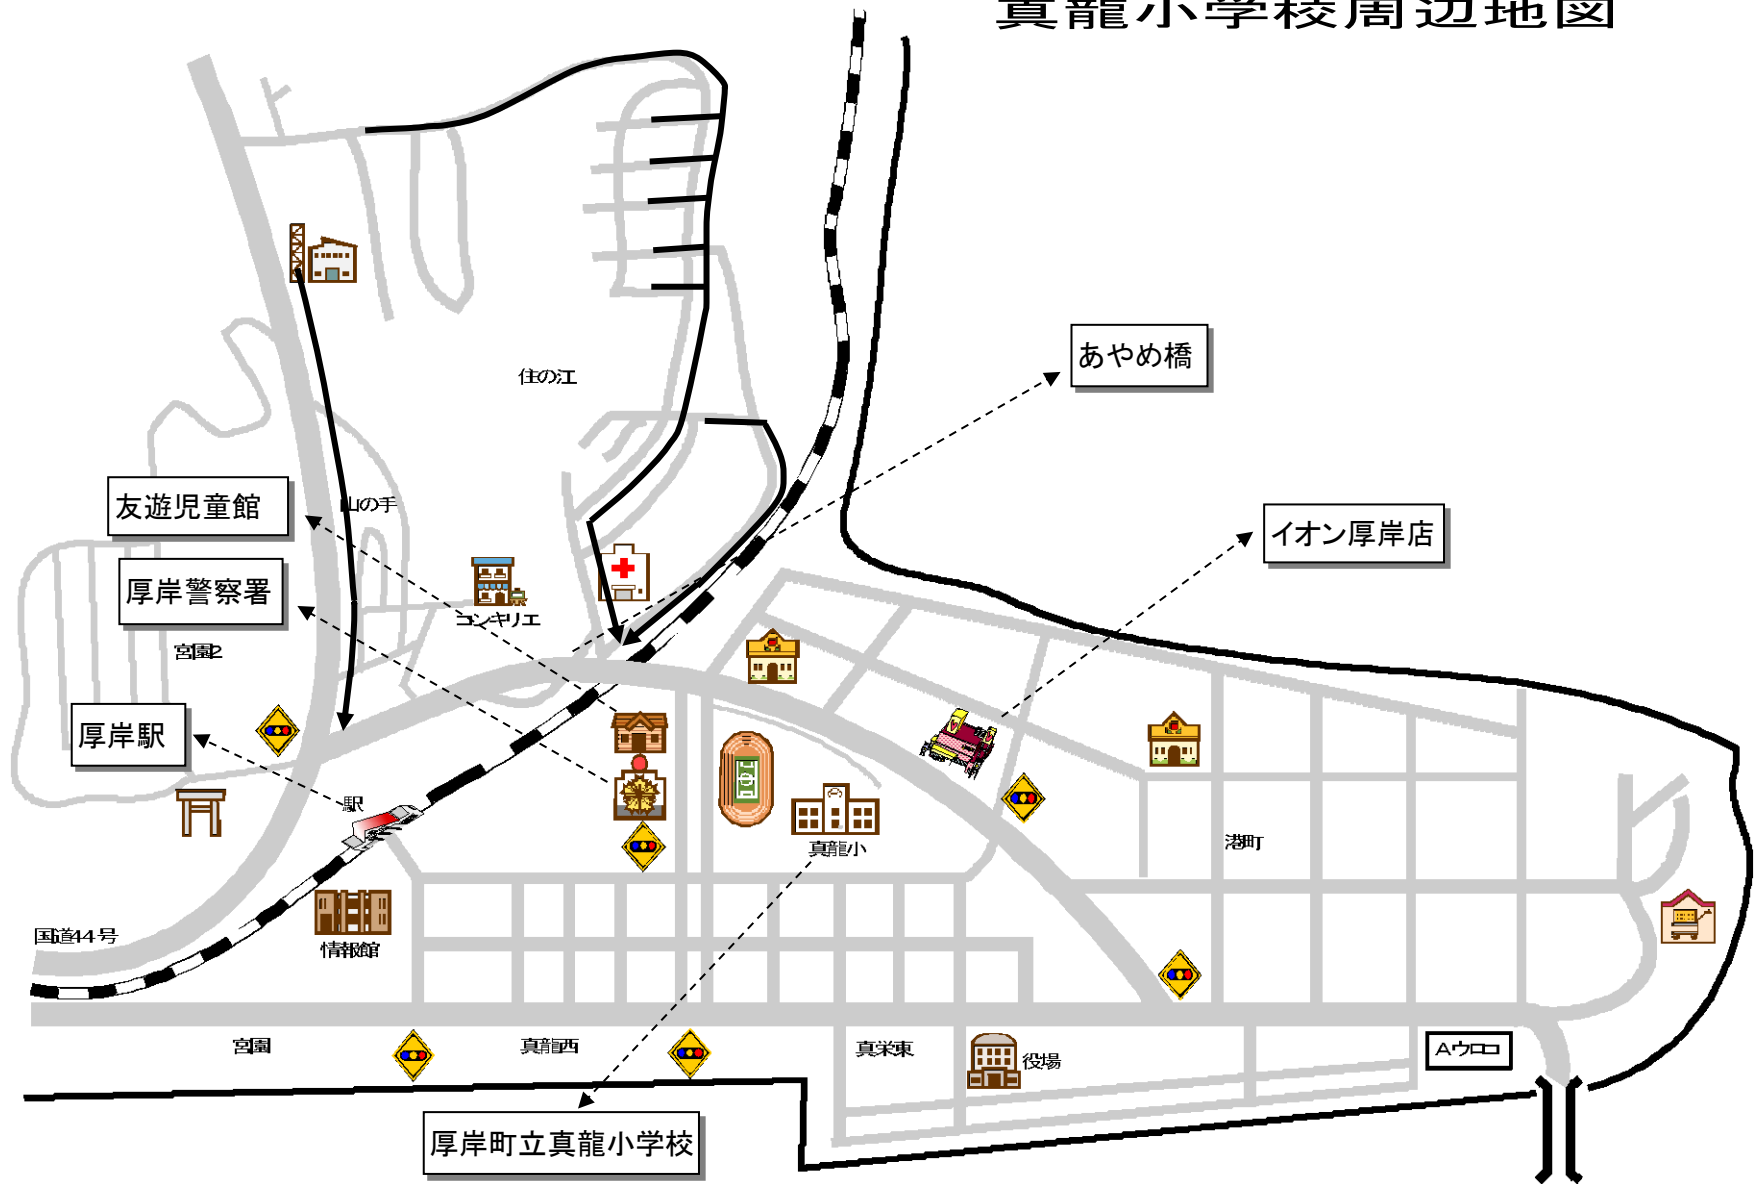 真龍小学校周辺地図
あやめ橋
住の江
友遊児童館
山の手
イオン厚岸店
厚岸警察署
コンキリエ
宮園2
厚岸駅
駅
真龍小
港町
国道44号
情報館
宮園
真龍西
真栄東
役場
Aウロコ
厚岸町立真龍小学校